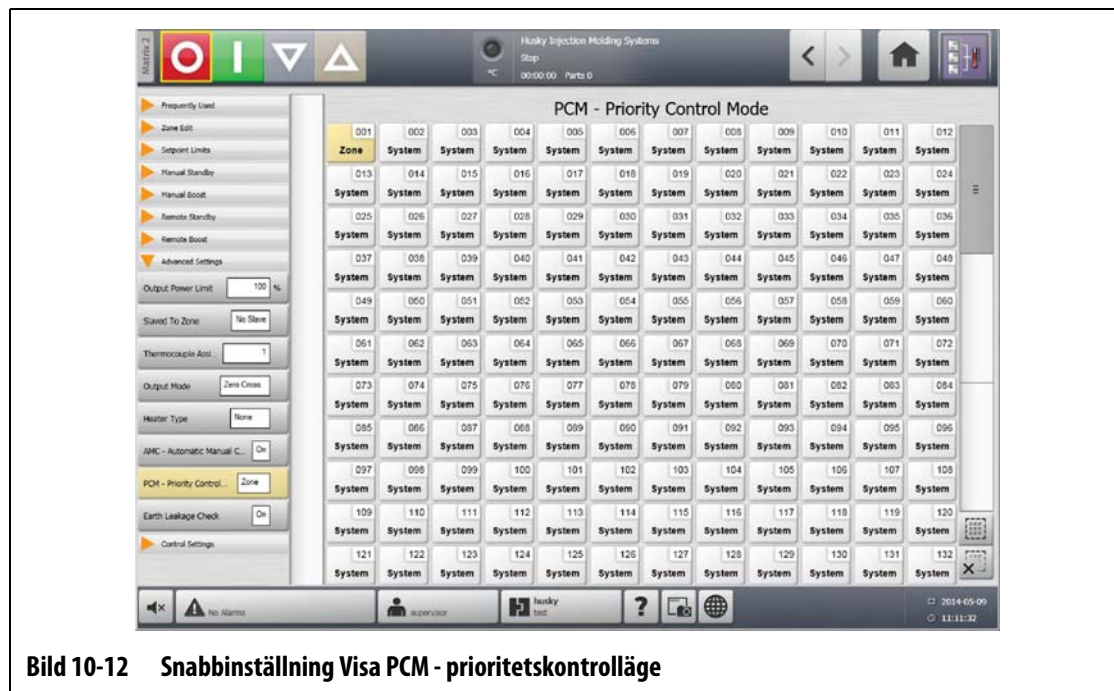 Matrix 2
Husky Injection Molding Systems
Stop
°C 00:00:00 Parts 0
Frequently Used
Zone Edit
Setpoint Limits
Manual Standby
Manual Boost
Remote Standby
Remote Boost
Advanced Settings
Output Power Limit 100 %
Slaved To Zone No Slave
Thermocouple Assi... 1
Output Mode Zero Cross
Heater Type None
AMC - Automatic Manual C... On
PCM - Priority Control... Zone
Earth Leakage Check On
Control Settings
PCM - Priority Control Mode
001 002 003 004 005 006 007 008 009 010 011 012
Zone System System System System System System System System System System System
013 014 015 016 017 018 019 020 021 022 023 024
System System System System System System System System System System System System
025 026 027 028 029 030 031 032 033 034 035 036
System System System System System System System System System System System System
037 038 039 040 041 042 043 044 045 046 047 048
System System System System System System System System System System System System
049 050 051 052 053 054 055 056 057 058 059 060
System System System System System System System System System System System System
061 062 063 064 065 066 067 068 069 070 071 072
System System System System System System System System System System System System
073 074 075 076 077 078 079 080 081 082 083 084
System System System System System System System System System System System System
085 086 087 088 089 090 091 092 093 094 095 096
System System System System System System System System System System System System
097 098 099 100 101 102 103 104 105 106 107 108
System System System System System System System System System System System System
109 110 111 112 113 114 115 116 117 118 119 120
System System System System System System System System System System System System
121 122 123 124 125 126 127 128 129 130 131 132
System System System System System System System System System System System System
No Alarms
supervisor
husky
test
?
2014-05-09
11:11:32
Bild 10-12 Snabbinställning Visa PCM - prioritetskontrolläge